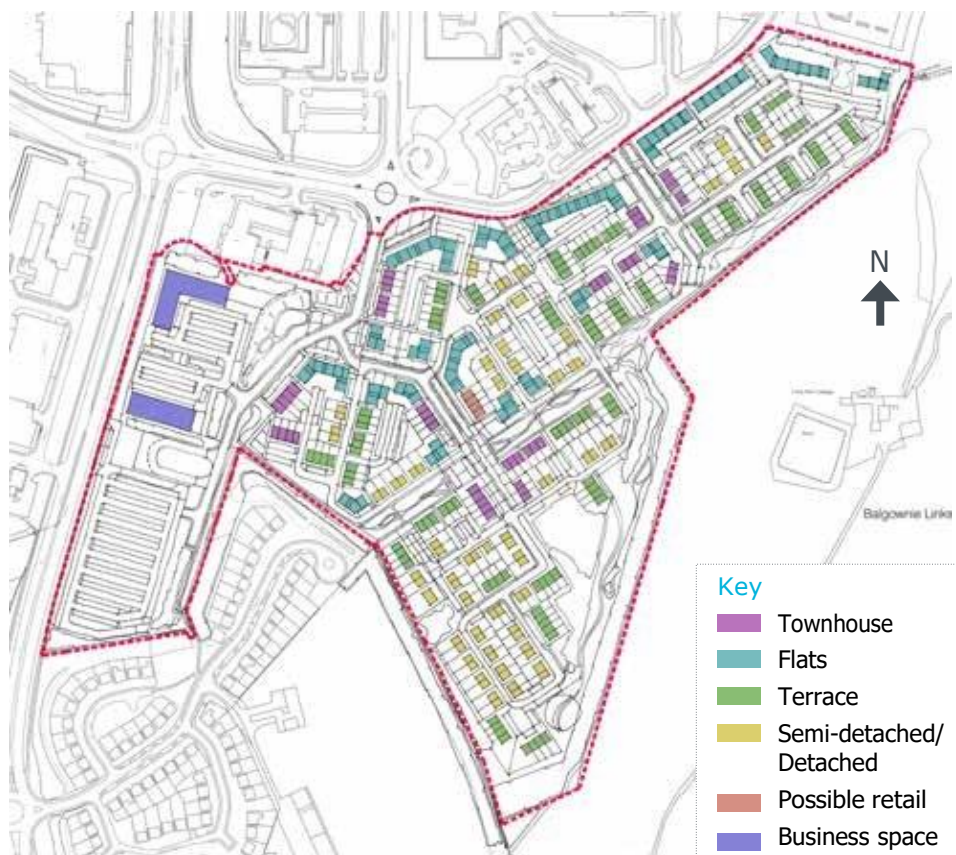 A
N
Balgownie Links
Key
Townhouse
Flats
Terrace
Semi-detached/
Detached
Possible retail
Business space